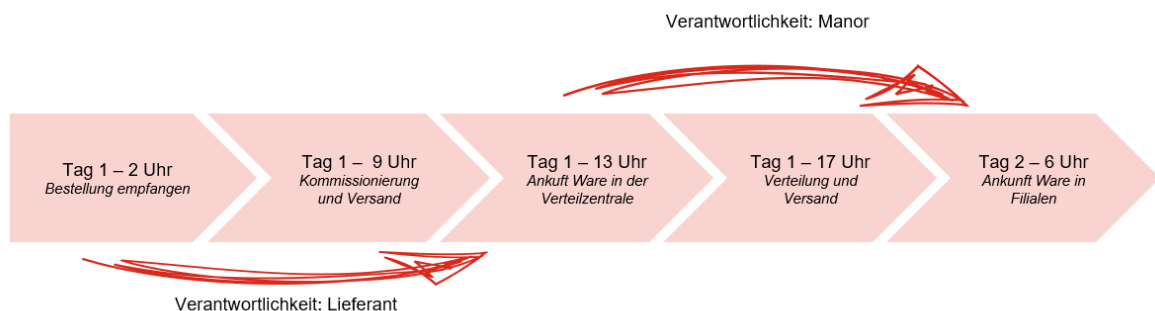 Verantwortlichkeit: Manor
Tag 1 – 2 Uhr
Bestellung empfangen
Tag 1 –  9 Uhr
Kommissionierung
und Versand
Tag 1 – 13 Uhr
Ankuft Ware in der
Verteilzentrale
Tag 1 – 17 Uhr
Verteilung und
Versand
Tag 2 – 6 Uhr
Ankunft Ware in
Filialen
Verantwortlichkeit: Lieferant